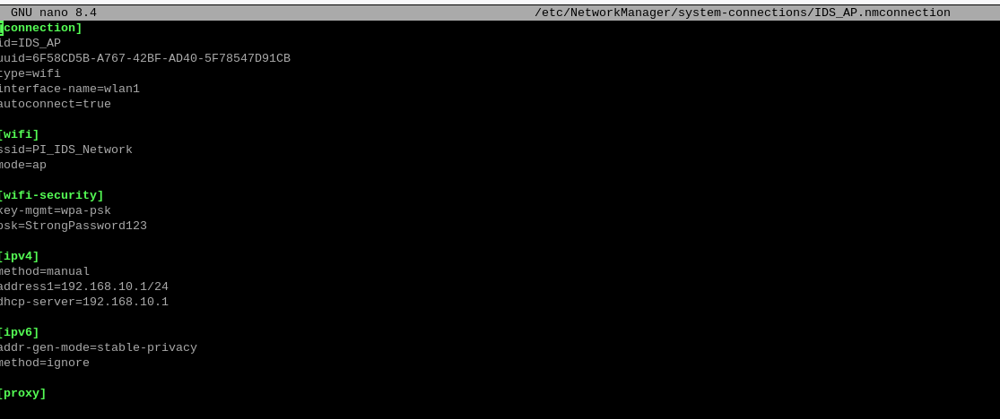 GNU nano 8.4 /etc/NetworkManager/system-connections/IDS_AP.nmconnection
[connection]
id=IDS_AP
uuid=6F58CD5B-A767-42BF-AD40-5F78547D91CB
type=wifi
interface-name=wlan1
autoconnect=true
[wifi]
ssid=PI_IDS_Network
mode=ap
[wifi-security]
key-mgmt=wpa-psk
psk=StrongPassword123
[ipv4]
method=manual
address1=192.168.10.1/24
dhcp-server=192.168.10.1
[ipv6]
addr-gen-mode=stable-privacy
method=ignore
[proxy]